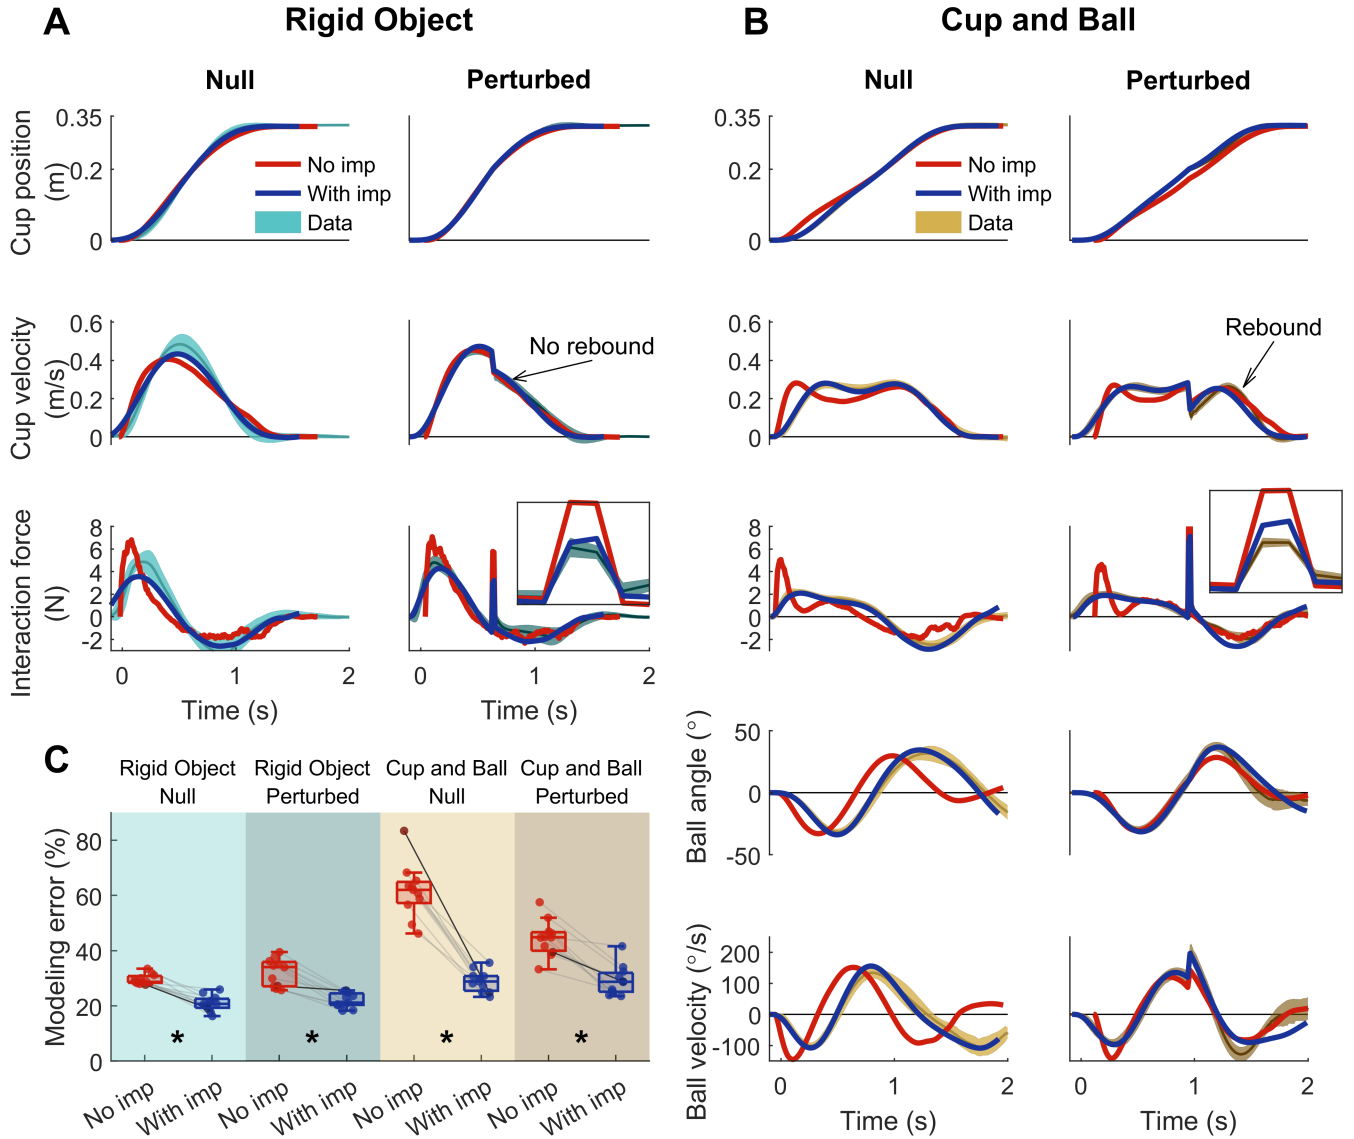 A
Rigid Object
Null
Perturbed
Cup position
(m)
0.35
0.2
0
No imp
With imp
Data
Cup velocity
(m/s)
0.6
0.4
0.2
0
No rebound
Interaction force
(N)
8
6
4
2
0
-2
0
1
2
0
1
2
Time (s)
Time (s)
B
Cup and Ball
Null
Perturbed
0.35
0.2
0
No imp
With imp
Data
0.6
0.4
0.2
0
Rebound
8
6
4
2
0
-2
Ball angle (°)
50
0
-50
Ball velocity (°/s)
200
100
0
-100
0
1
2
0
1
2
Time (s)
Time (s)
C
Rigid Object
Null
Rigid Object
Perturbed
Cup and Ball
Null
Cup and Ball
Perturbed
Modeling error (%)
80
60
40
20
0
*
*
*
*
No imp
With imp
No imp
With imp
No imp
With imp
No imp
With imp